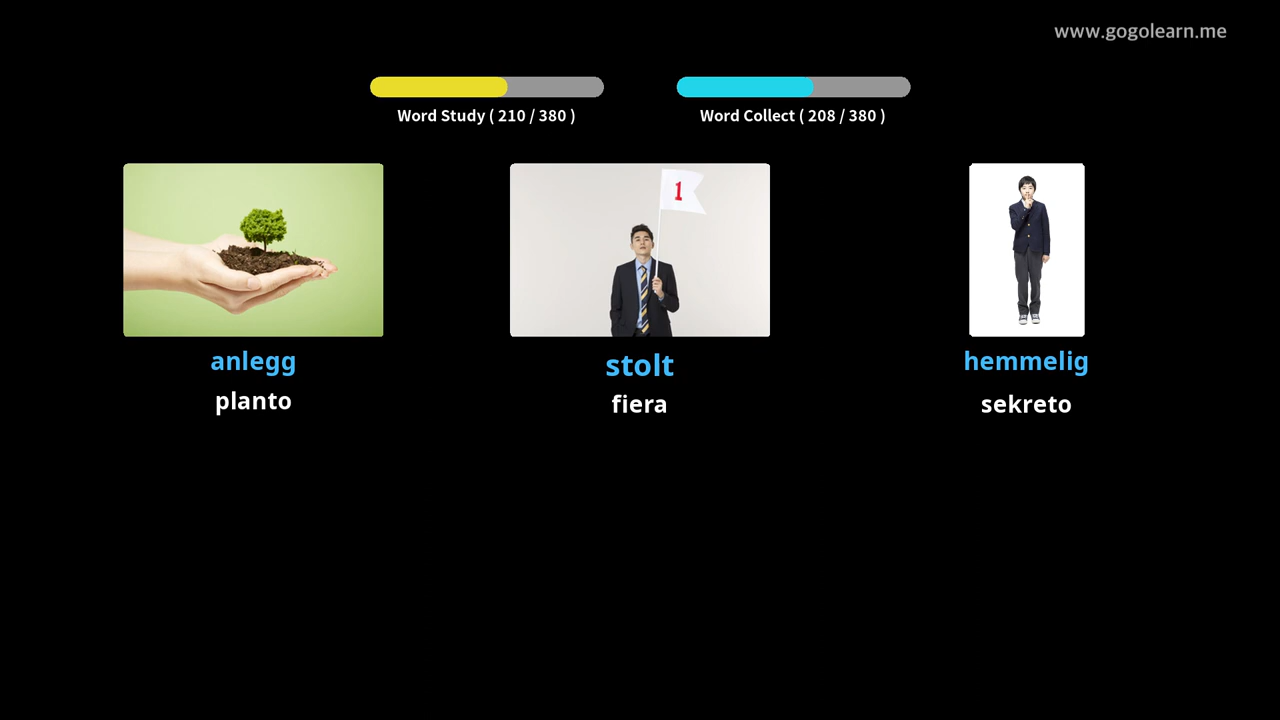 www.gogolearn.me
Word Study ( 210 / 380 )
Word Collect ( 208 / 380 )
1
anlegg
stolt
hemmelig
planto
fiera
sekreto